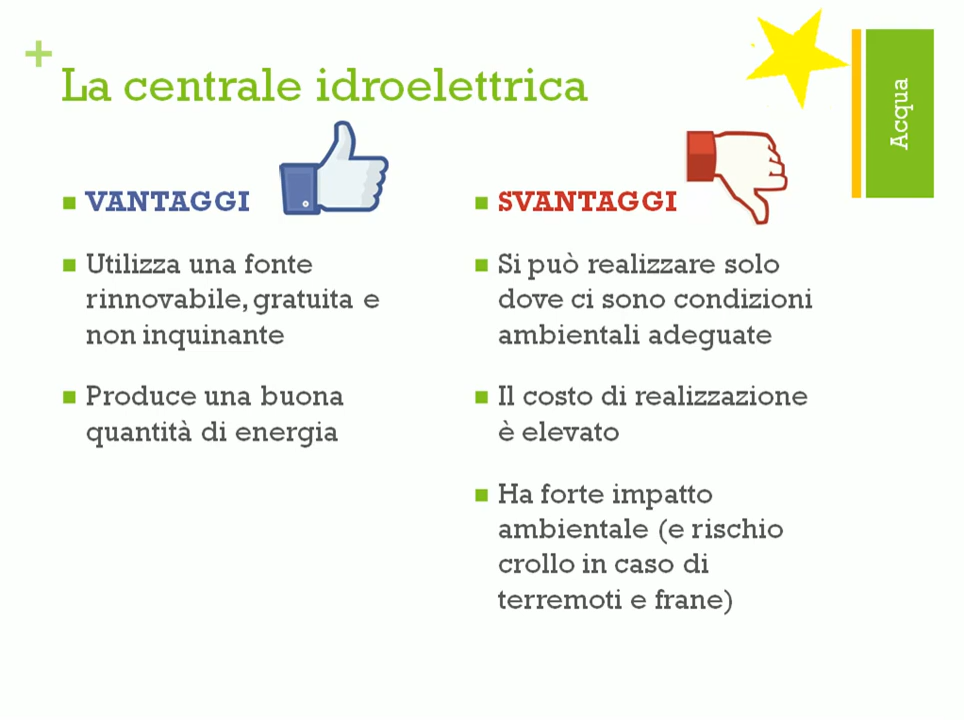 +
La centrale idroelettrica
Acqua
VANTAGGI
Utilizza una fonte
rinnovabile, gratuita e
non inquinante
Produce una buona
quantità di energia
SVANTAGGI
Si può realizzare solo
dove ci sono condizioni
ambientali adeguate
Il costo di realizzazione
è elevato
Ha forte impatto
ambientale (e rischio
crollo in caso di
terremoti e frane)